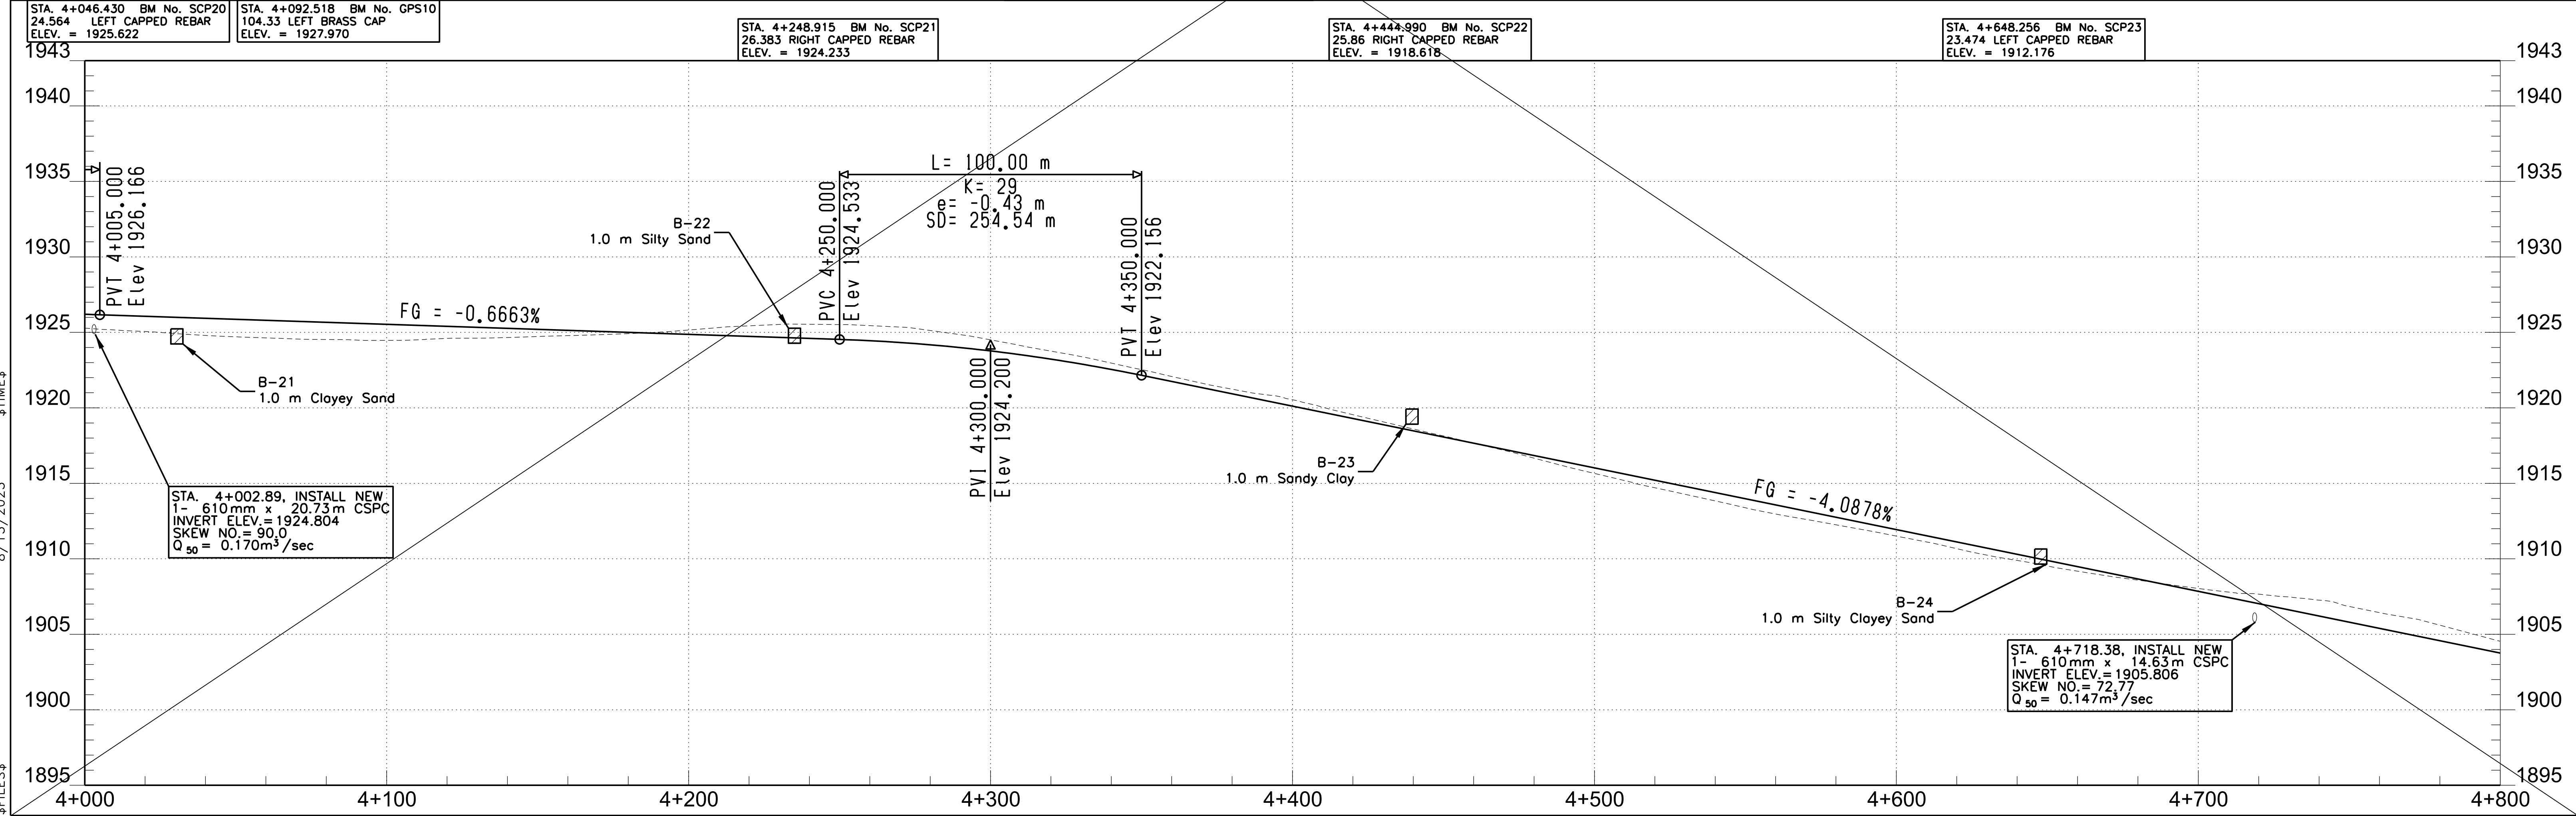 STA. 4+046.430 BM No. SCP20
24.564 LEFT CAPPED REBAR
ELEV. = 1925.622
STA. 4+092.518 BM No. GPS10
104.33 LEFT BRASS CAP
ELEV. = 1927.970
STA. 4+248.915 BM No. SCP21
26.383 RIGHT CAPPED REBAR
ELEV. = 1924.233
STA. 4+444.990 BM No. SCP22
25.86 RIGHT CAPPED REBAR
ELEV. = 1918.618
STA. 4+648.256 BM No. SCP23
23.474 LEFT CAPPED REBAR
ELEV. = 1912.176
1943
1940
1935
1930
1925
1920
1915
1910
1905
1900
1895
PVT 4+005.000
Elev 1926.166
FG = -0.6663%
B-21
1.0 m Clayey Sand
STA. 4+002.89, INSTALL NEW
1- 610mm x 20.73m CSPC
INVERT ELEV.=1924.804
SKEW NO.= 90.0
Q50= 0.170m³/sec
B-22
1.0 m Silty Sand
PVC 4+250.000
Elev 1924.533
L= 100.00 m
K= 29
e= -0.43 m
SD= 254.54 m
PVI 4+300.000
Elev 1924.200
PVT 4+350.000
Elev 1922.156
B-23
1.0 m Sandy Clay
FG = -4.0878%
B-24
1.0 m Silty Clayey Sand
STA. 4+718.38, INSTALL NEW
1- 610mm x 14.63m CSPC
INVERT ELEV.=1905.806
SKEW NO.= 72.77
Q50= 0.147m³/sec
1943
1940
1935
1930
1925
1920
1915
1910
1905
1900
1895
4+000
4+100
4+200
4+300
4+400
4+500
4+600
4+700
4+800